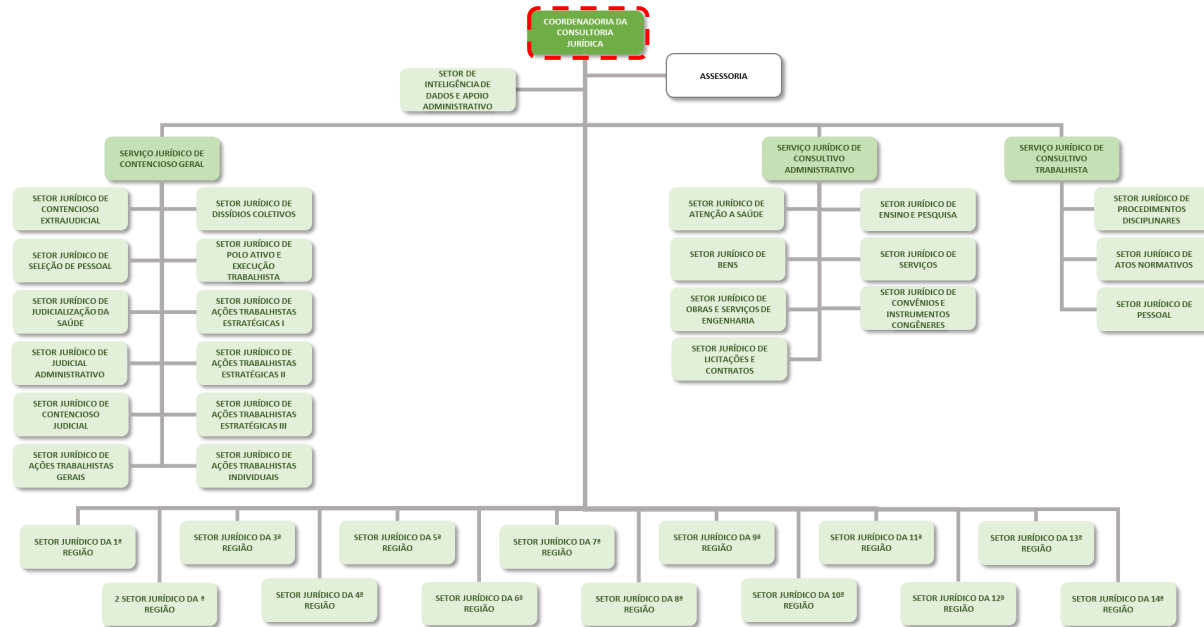 COORDENADORIA DA
CONSULTORIA
JURÍDICA
SETOR DE
INTELIGÊNCIA DE
DADOS E APOIO
ADMINISTRATIVO
ASSESSORIA
SERVIÇO JURÍDICO DE
CONTENCIOSO GERAL
SERVIÇO JURÍDICO DE
CONSULTIVO
ADMINISTRATIVO
SERVIÇO JURÍDICO DE
CONSULTIVO
TRABALHISTA
SETOR JURÍDICO DE
CONTENCIOSO
EXTRAJUDICIAL
SETOR JURÍDICO DE
DISSÍDIOS COLETIVOS
SETOR JURÍDICO DE
SELEÇÃO DE PESSOAL
SETOR JURÍDICO DE
POLO ATIVO E
EXECUÇÃO
TRABALHISTA
SETOR JURÍDICO DE
JUDICIALIZAÇÃO DA
SAÚDE
SETOR JURÍDICO DE
AÇÕES TRABALHISTAS
ESTRATÉGICAS I
SETOR JURÍDICO DE
JUDICIAL
ADMINISTRATIVO
SETOR JURÍDICO DE
AÇÕES TRABALHISTAS
ESTRATÉGICAS II
SETOR JURÍDICO DE
CONTENCIOSO
JUDICIAL
SETOR JURÍDICO DE
AÇÕES TRABALHISTAS
ESTRATÉGICAS III
SETOR JURÍDICO DE
AÇÕES TRABALHISTAS
GERAIS
SETOR JURÍDICO DE
AÇÕES TRABALHISTAS
INDIVIDUAIS
SETOR JURÍDICO DE
ATENÇÃO A SAÚDE
SETOR JURÍDICO DE
ENSINO E PESQUISA
SETOR JURÍDICO DE
BENS
SETOR JURÍDICO DE
SERVIÇOS
SETOR JURÍDICO DE
OBRAS E SERVIÇOS DE
ENGENHARIA
SETOR JURÍDICO DE
CONVÊNIOS E
INSTRUMENTOS
CONGÊNERES
SETOR JURÍDICO DE
LICITAÇÕES E
CONTRATOS
SETOR JURÍDICO DE
PROCEDIMENTOS
DISCIPLINARES
SETOR JURÍDICO DE
ATOS NORMATIVOS
SETOR JURÍDICO DE
PESSOAL
SETOR JURÍDICO DA 1ª
REGIÃO
SETOR JURÍDICO DA 3ª
REGIÃO
SETOR JURÍDICO DA 5ª
REGIÃO
SETOR JURÍDICO DA 7ª
REGIÃO
SETOR JURÍDICO DA 9ª
REGIÃO
SETOR JURÍDICO DA 11ª
REGIÃO
SETOR JURÍDICO DA 13ª
REGIÃO
2 SETOR JURÍDICO DA ª
REGIÃO
SETOR JURÍDICO DA 4ª
REGIÃO
SETOR JURÍDICO DA 6ª
REGIÃO
SETOR JURÍDICO DA 8ª
REGIÃO
SETOR JURÍDICO DA 10ª
REGIÃO
SETOR JURÍDICO DA 12ª
REGIÃO
SETOR JURÍDICO DA 14ª
REGIÃO